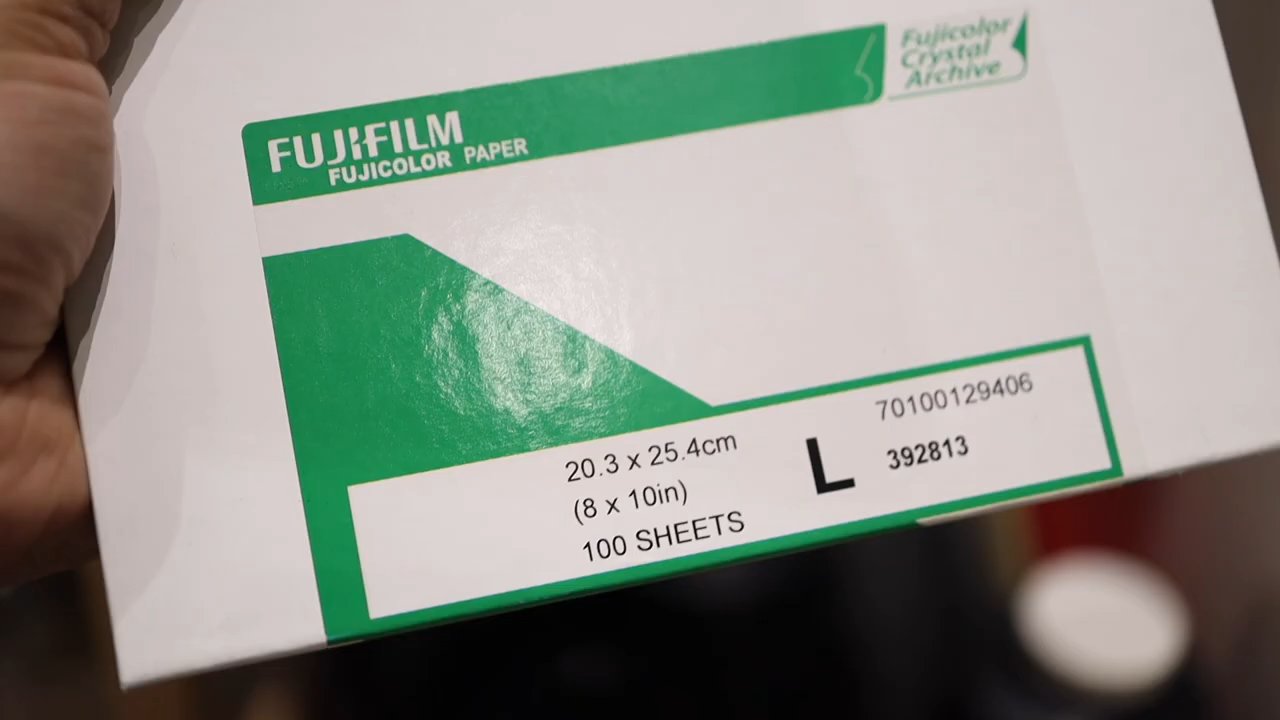 FUJIFILM
FUJICOLOR PAPER
Fujicolor
Crystal
Archive
20.3 x 25.4cm
(8 x 10in)
100 SHEETS
L
70100129406
392813